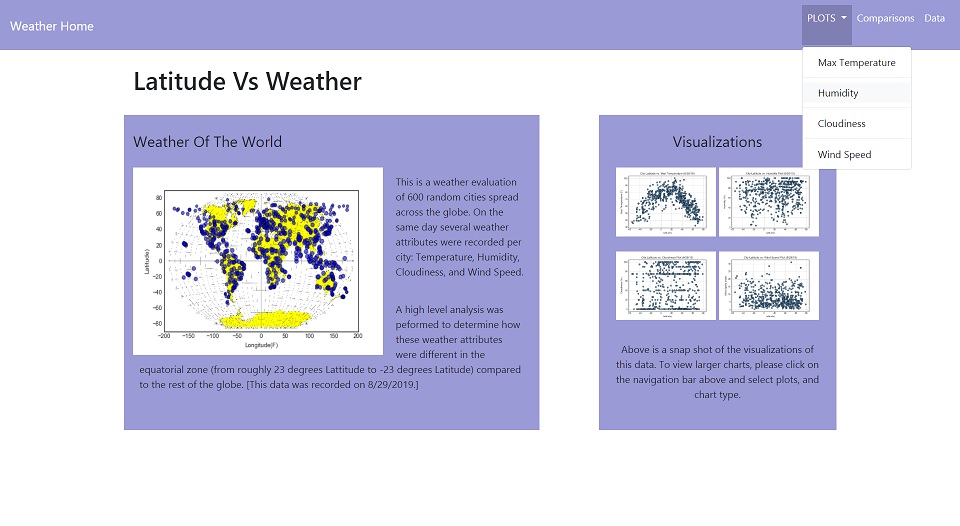 Weather Home
PLOTS
Comparisons
Data
Max Temperature
Humidity
Cloudiness
Wind Speed
Latitude Vs Weather
Weather Of The World
80
60
40
20
0
−20
−40
−60
−80
Latitude)
−200 −150 −100 −50 0 50 100 150 200
Longitude(F)
This is a weather evaluation
of 600 random cities spread
across the globe. On the
same day several weather
attributes were recorded per
city: Temperature, Humidity,
Cloudiness, and Wind Speed.
A high level analysis was
peformed to determine how
these weather attributes
were different in the
equatorial zone (from roughly 23 degrees Lattitude to -23 degrees Latitude) compared
to the rest of the globe. [This data was recorded on 8/29/2019.]
Visualizations
Above is a snap shot of the visualizations of
this data. To view larger charts, please click on
the navigation bar above and select plots, and
chart type.